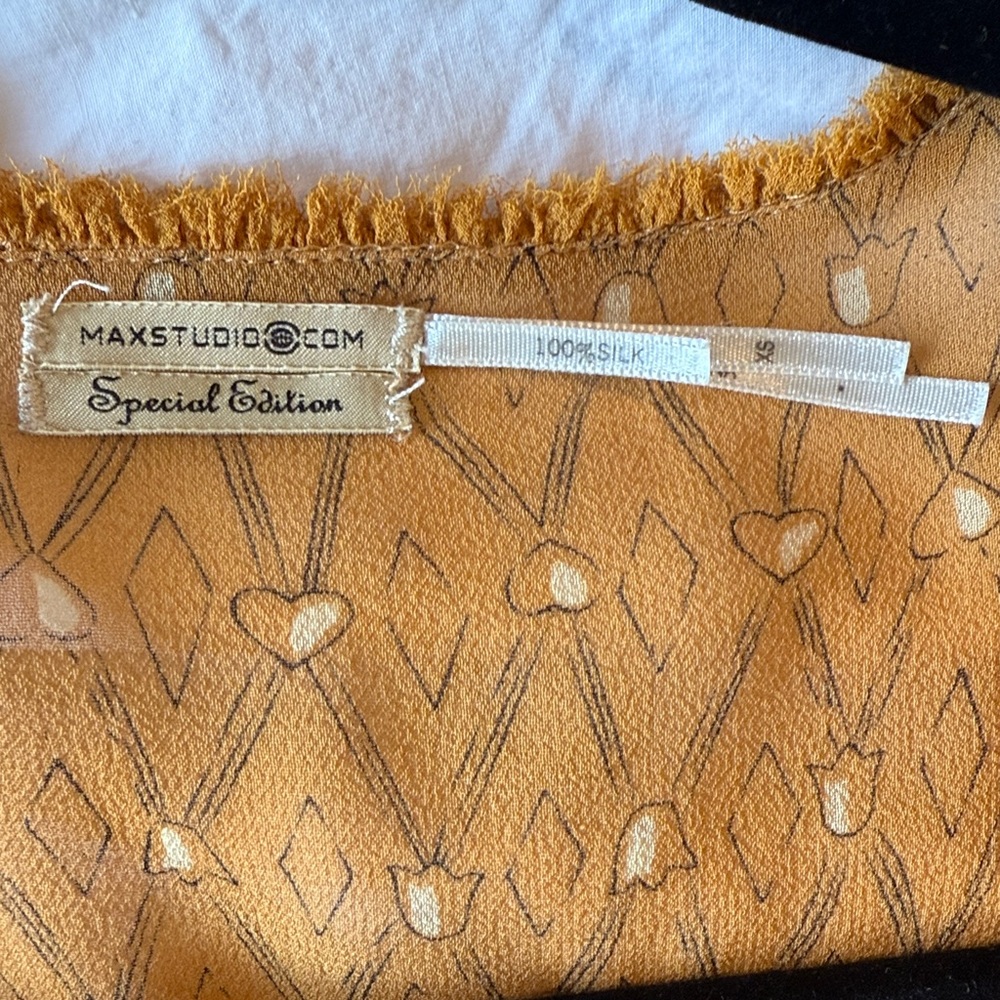 MAXSTUDIO COM
Special Edition
100%SILK
XS